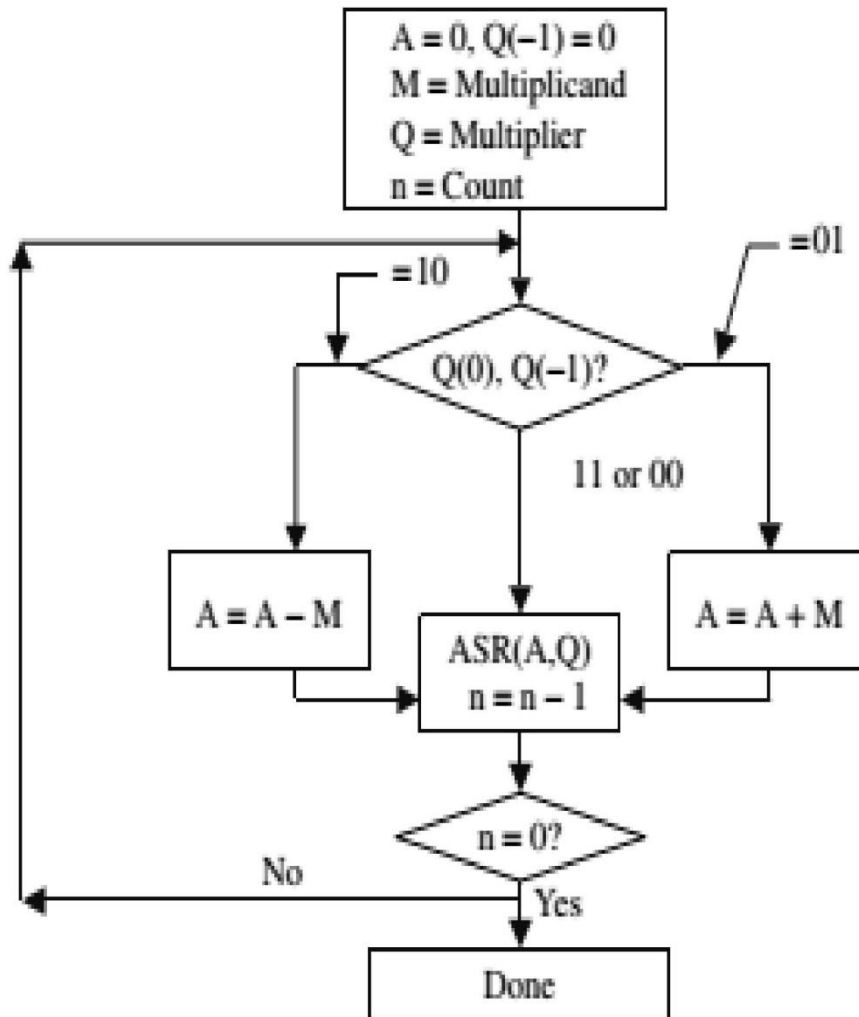 A = 0, Q(−1) = 0
M = Multiplicand
Q = Multiplier
n = Count
=10
=01
Q(0), Q(−1)?
11 or 00
A = A − M
A = A + M
ASR(A,Q)
n = n − 1
n = 0?
No
Yes
Done